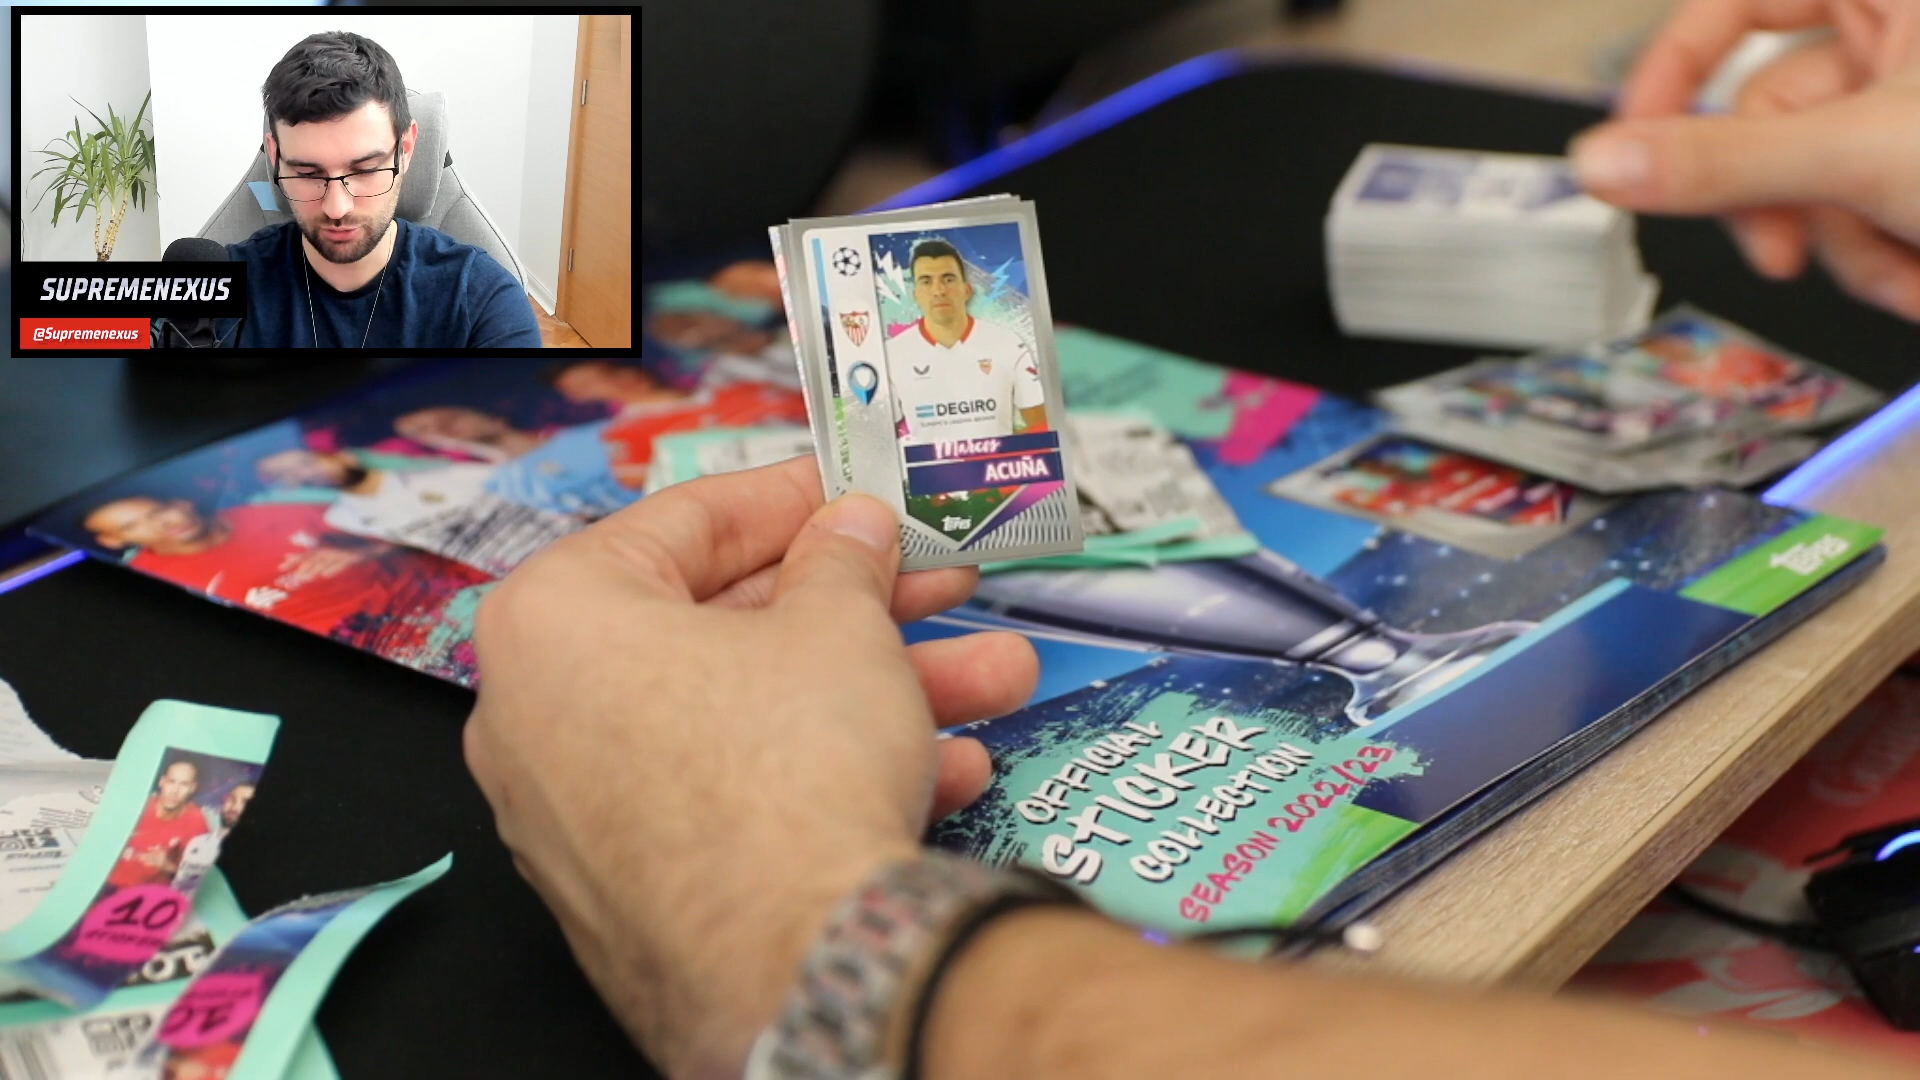 SUPREMENEXUS
@Supremenexus
DEGIRO
Marcos
ACUÑA
topps
topps
OFFICIAL
STICKER
COLLECTION
SEASON 2022/23
10
10